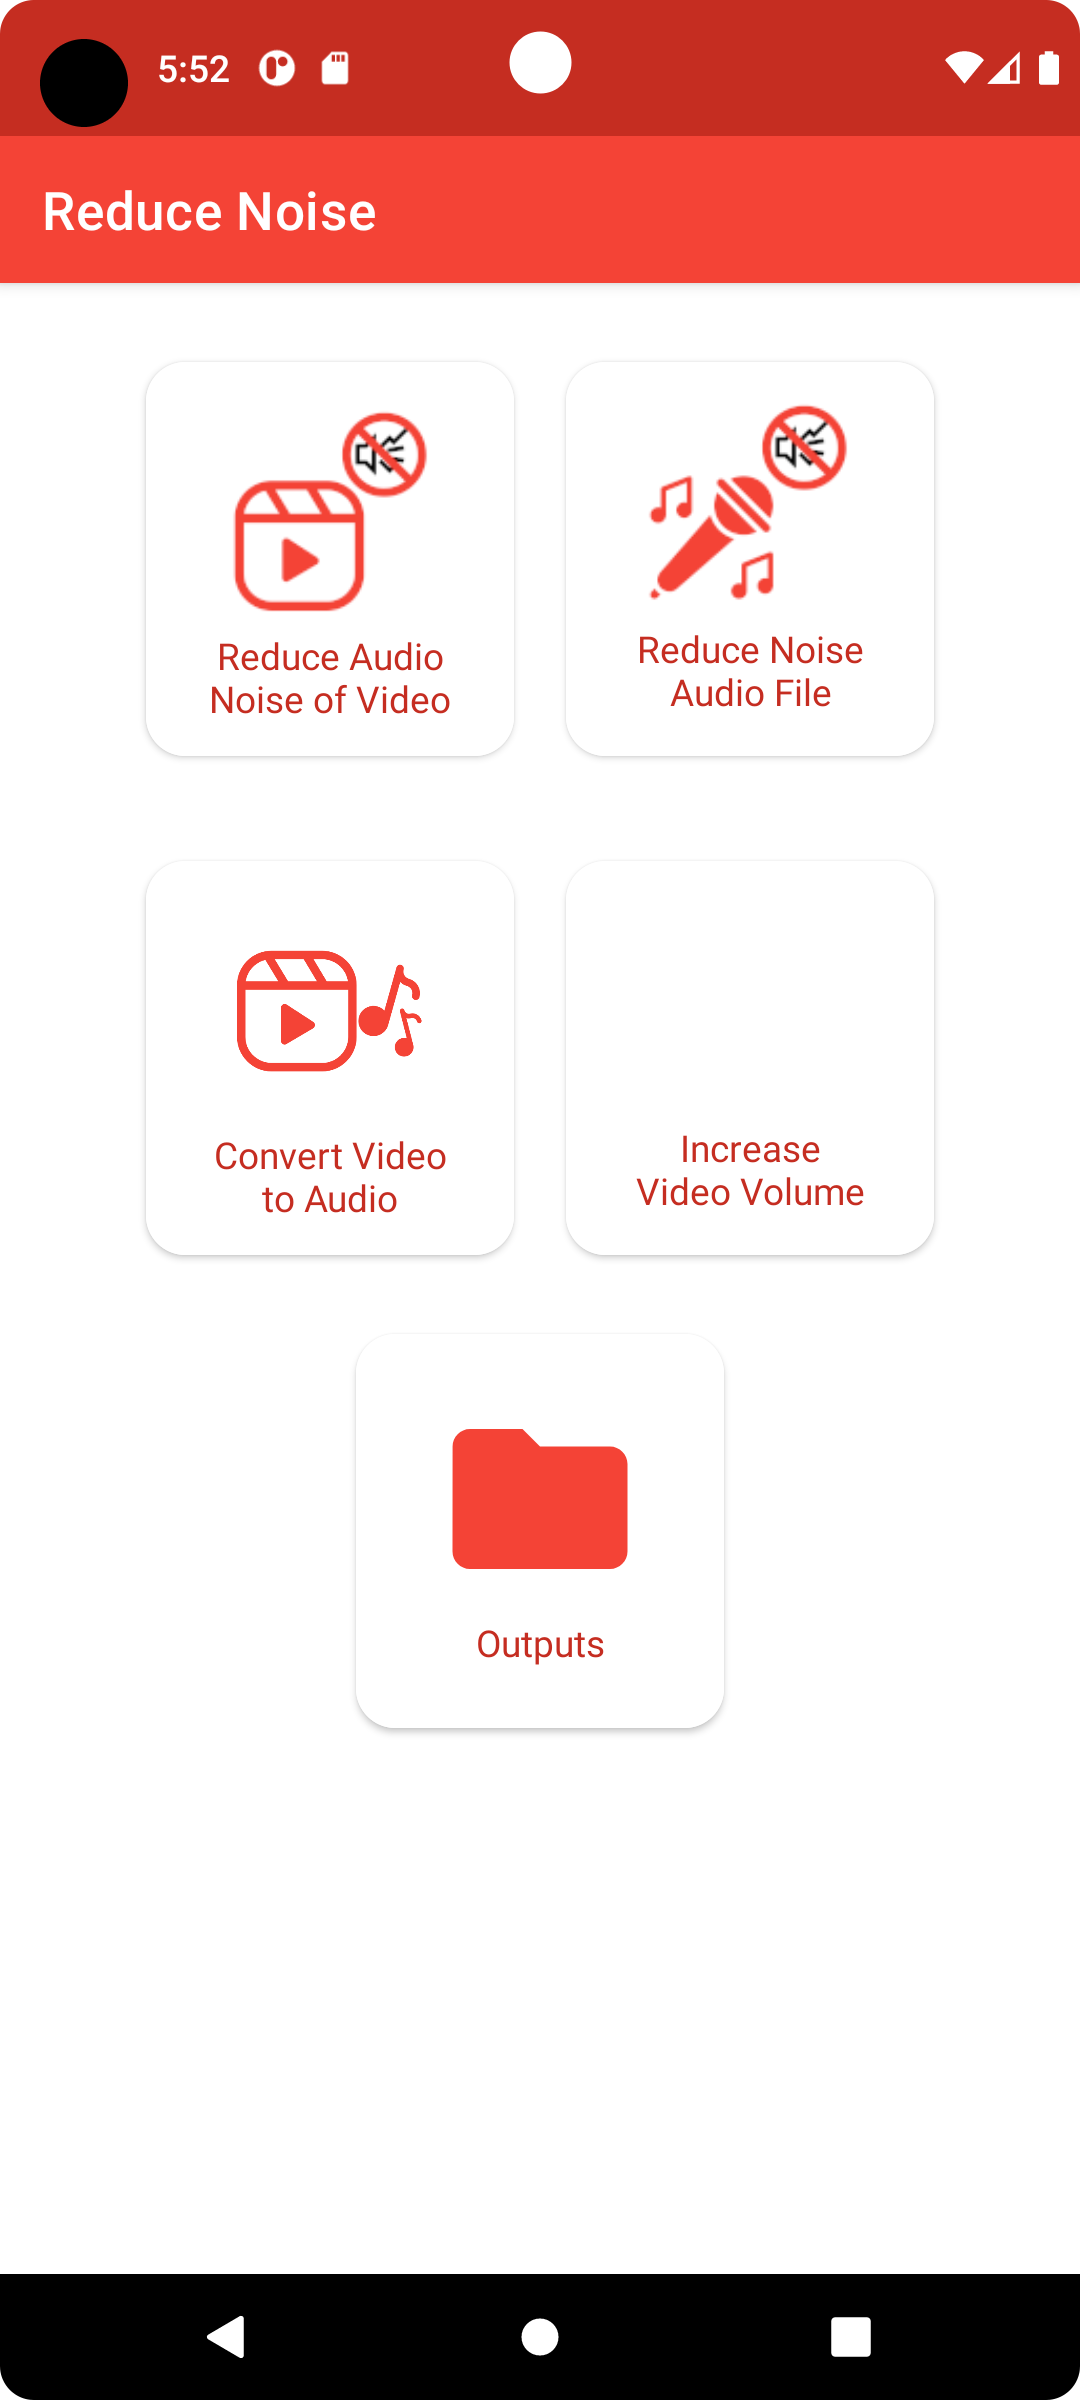 5:52
Reduce Noise
Reduce Audio
Noise of Video
Reduce Noise
Audio File
Convert Video
to Audio
Increase
Video Volume
Outputs